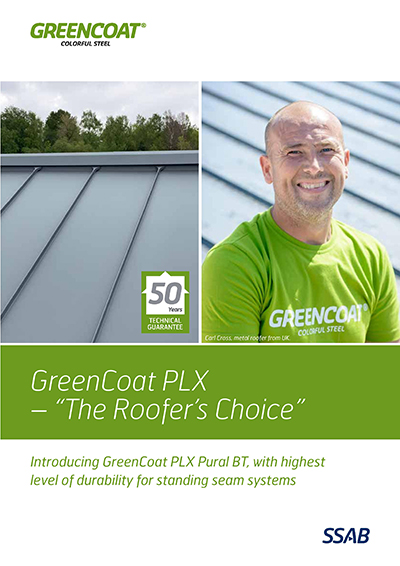 GREENCOAT®
COLORFUL STEEL
50
Years
TECHNICAL
GUARANTEE
GREENCOAT®
COLORFUL STEEL
Carl Cross, metal roofer from UK.
GreenCoat PLX
– “The Roofer’s Choice”
Introducing GreenCoat PLX Pural BT, with highest
level of durability for standing seam systems
SSAB